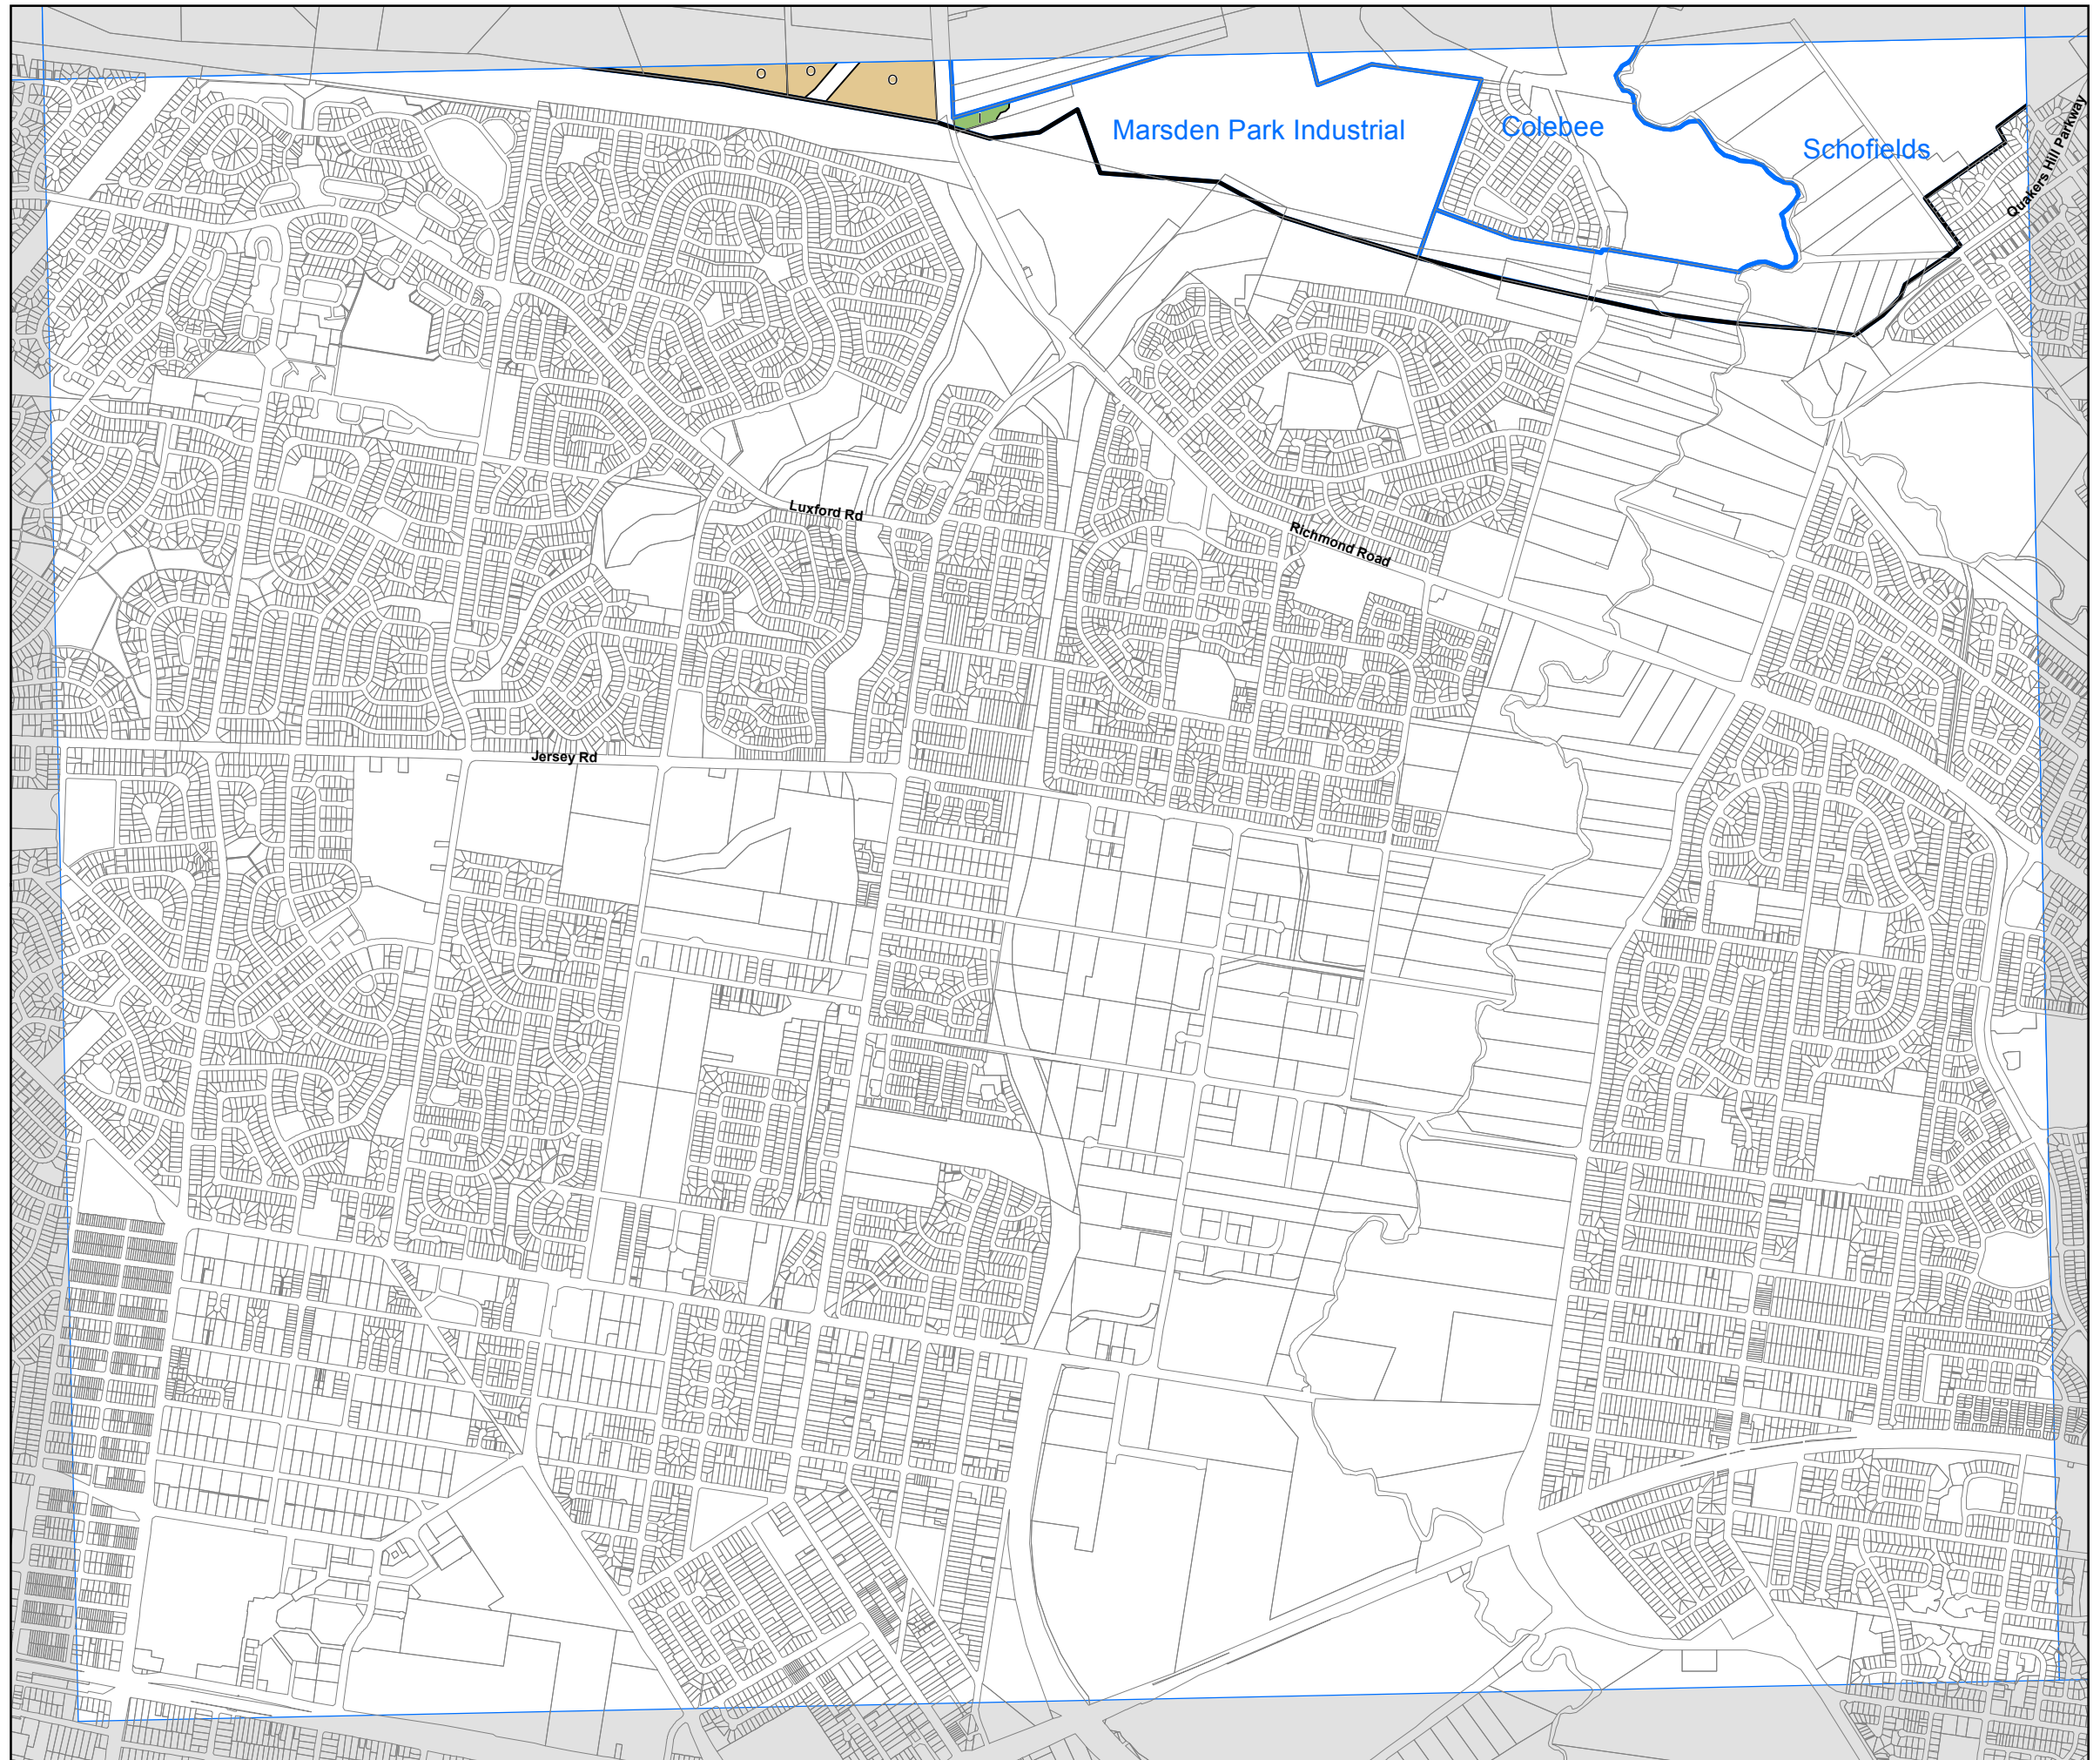 O
O
O
I
Marsden Park Industrial
Colebee
Schofields
Quakers Hill Parkway
Luxford Rd
Richmond Road
Jersey Rd